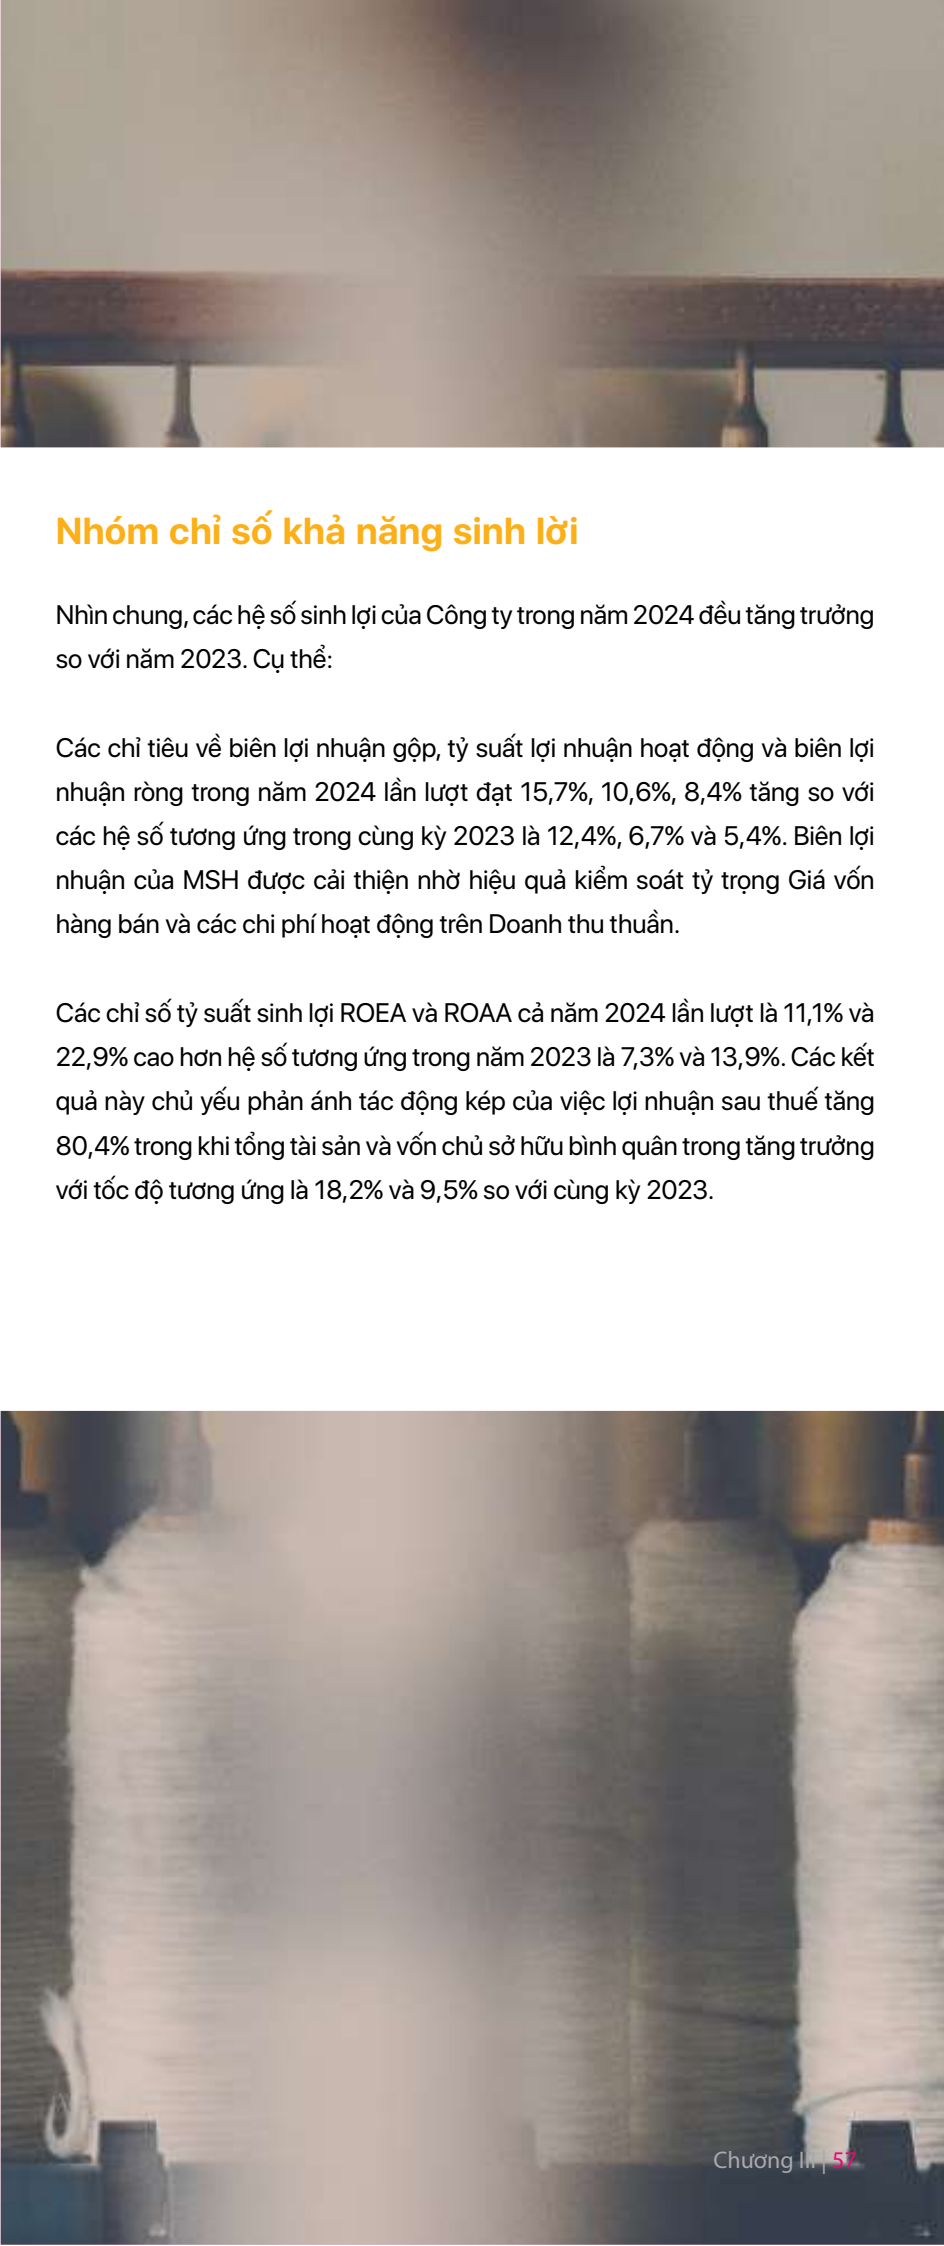 Nhóm chỉ số khả năng sinh lời
Nhìn chung, các hệ số sinh lợi của Công ty trong năm 2024 đều tăng trưởng
so với năm 2023. Cụ thể:
Các chỉ tiêu về biên lợi nhuận gộp, tỷ suất lợi nhuận hoạt động và biên lợi
nhuận ròng trong năm 2024 lần lượt đạt 15,7%, 10,6%, 8,4% tăng so với
các hệ số tương ứng trong cùng kỳ 2023 là 12,4%, 6,7% và 5,4%. Biên lợi
nhuận của MSH được cải thiện nhờ hiệu quả kiểm soát tỷ trọng Giá vốn
hàng bán và các chi phí hoạt động trên Doanh thu thuần.
Các chỉ số tỷ suất sinh lợi ROEA và ROAA cả năm 2024 lần lượt là 11,1% và
22,9% cao hơn hệ số tương ứng trong năm 2023 là 7,3% và 13,9%. Các kết
quả này chủ yếu phản ánh tác động kép của việc lợi nhuận sau thuế tăng
80,4% trong khi tổng tài sản và vốn chủ sở hữu bình quân trong tăng trưởng
với tốc độ tương ứng là 18,2% và 9,5% so với cùng kỳ 2023.
Chương III | 57